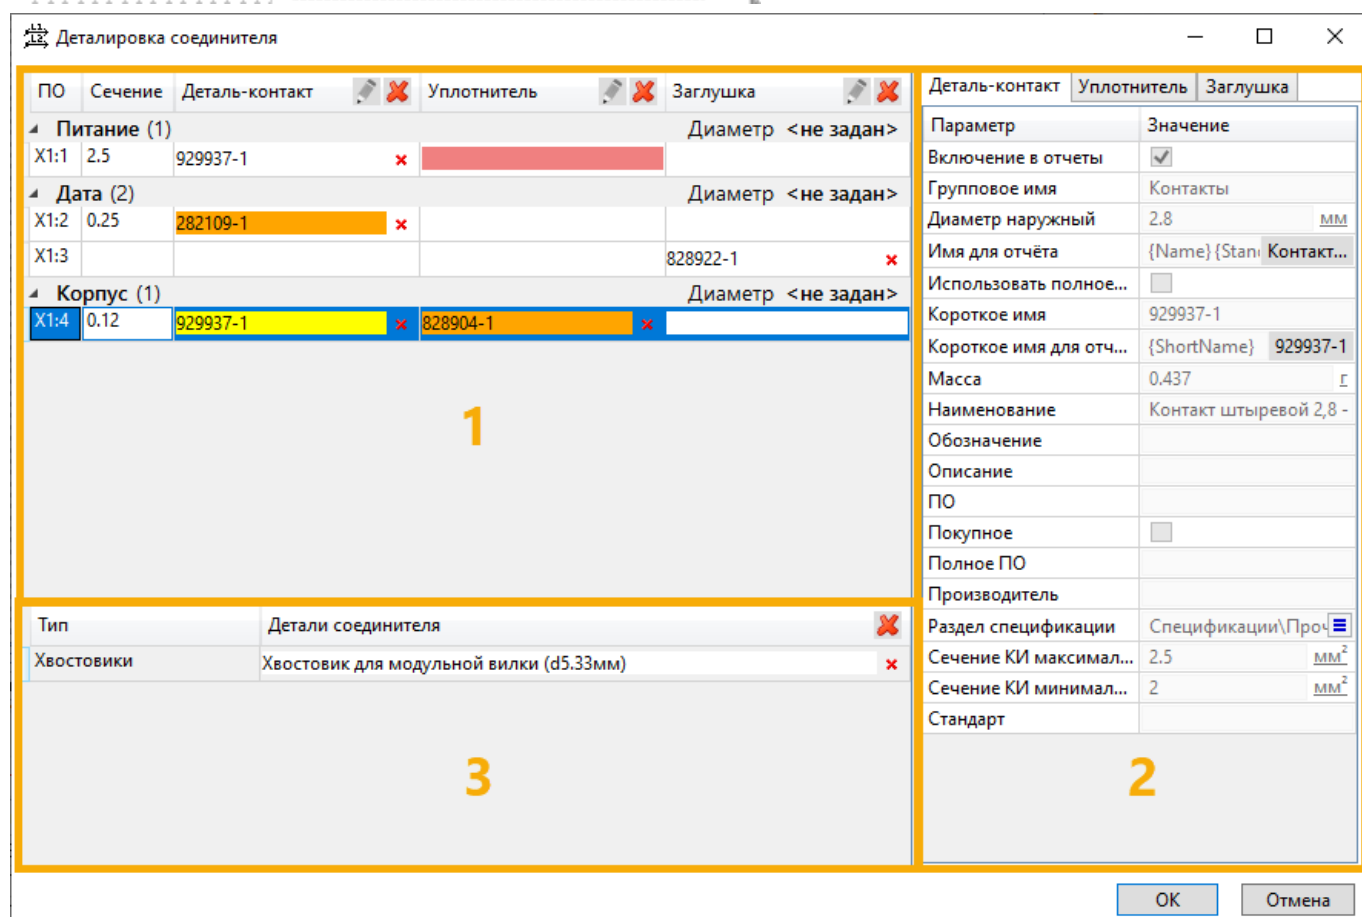 Деталировка соединителя
ПО Сечение Деталь-контакт Уплотнитель Заглушка
Питание (1) Диаметр <не задан>
X1:1 2.5 929937-1
Дата (2) Диаметр <не задан>
X1:2 0.25 282109-1
X1:3 828922-1
Корпус (1) Диаметр <не задан>
X1:4 0.12 929937-1 828904-1
1
Тип Детали соединителя
Хвостовики Хвостовик для модульной вилки (d5.33мм)
3
Деталь-контакт Уплотнитель Заглушка
Параметр Значение
Включение в отчеты
Групповое имя Контакты
Диаметр наружный 2.8 мм
Имя для отчёта {Name} {Stan Контакт...
Использовать полное...
Короткое имя 929937-1
Короткое имя для отч... {ShortName} 929937-1
Масса 0.437 г
Наименование Контакт штыревой 2,8 -
Обозначение
Описание
ПО
Покупное
Полное ПО
Производитель
Раздел спецификации Спецификации\Проч
Сечение КИ максимал... 2.5 мм²
Сечение КИ минимал... 2 мм²
Стандарт
2
ОК Отмена